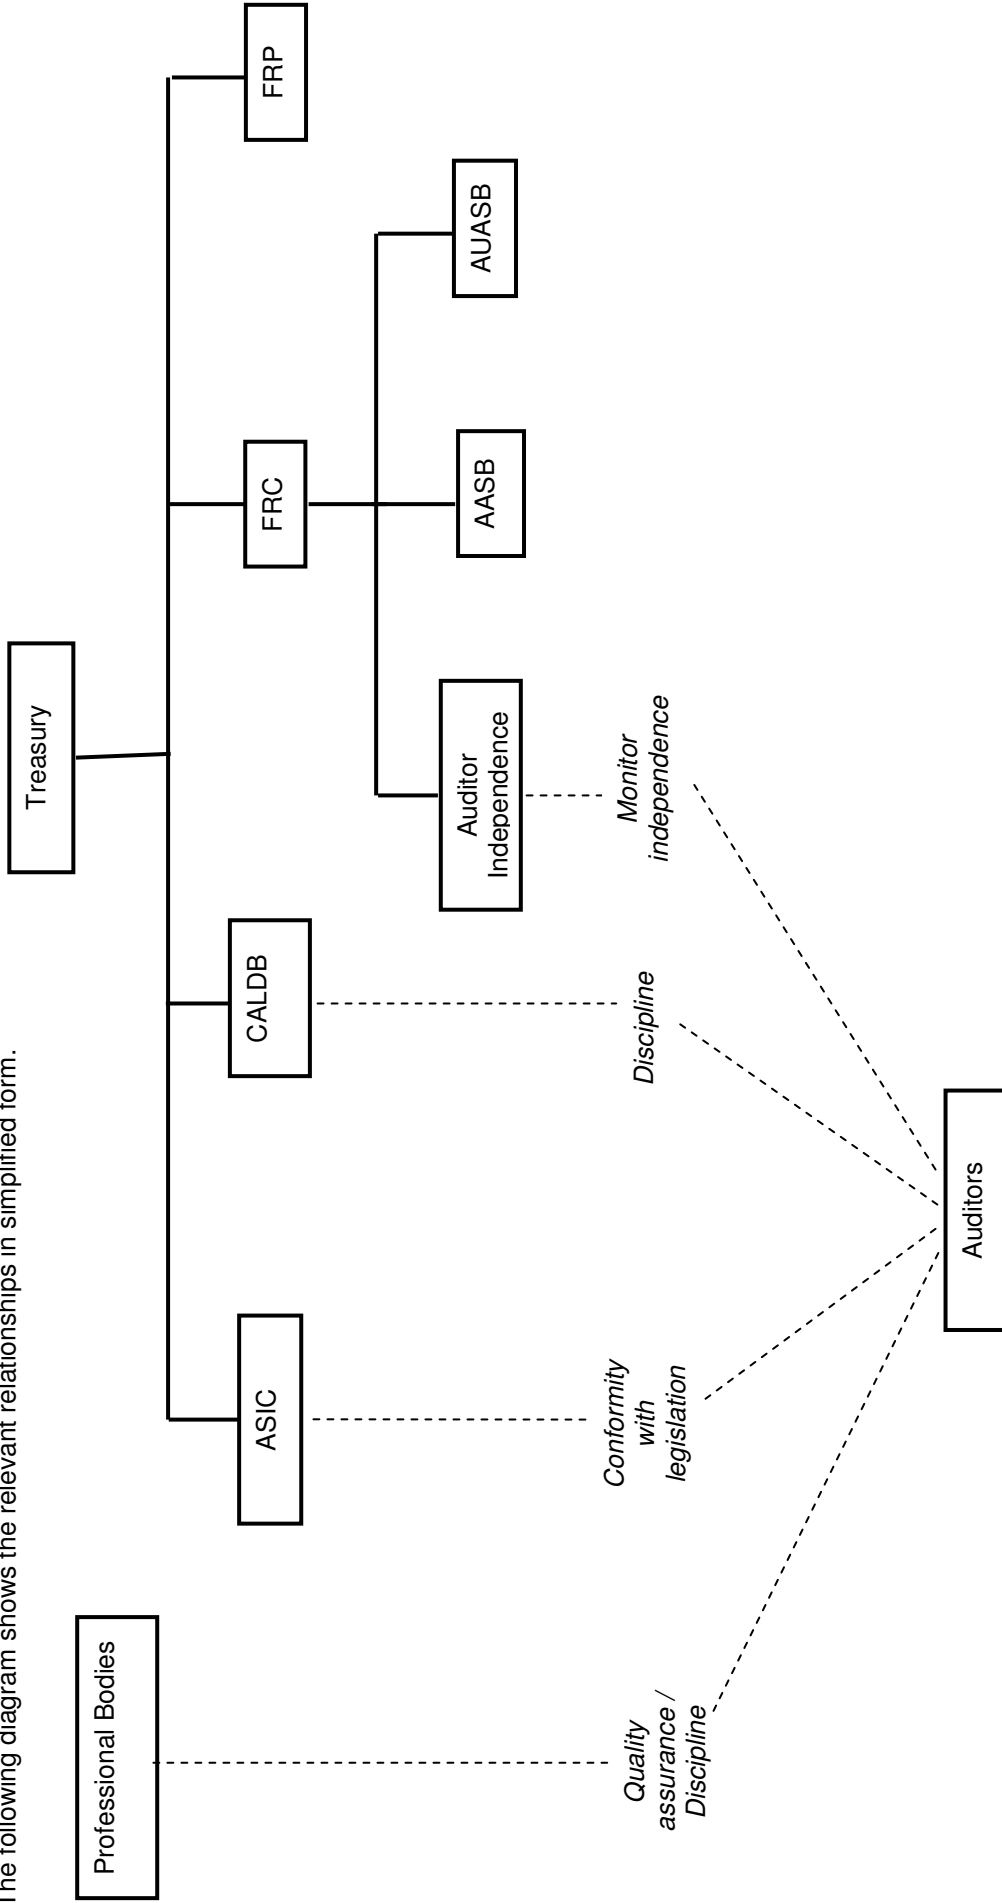 The following diagram shows the relevant relationships in simplified form.
Treasury
Professional Bodies
ASIC
CALDB
FRC
FRP
Auditor
Independence
AASB
AUASB
Quality
assurance /
Discipline
Conformity
with
legislation
Discipline
Monitor
independence
Auditors